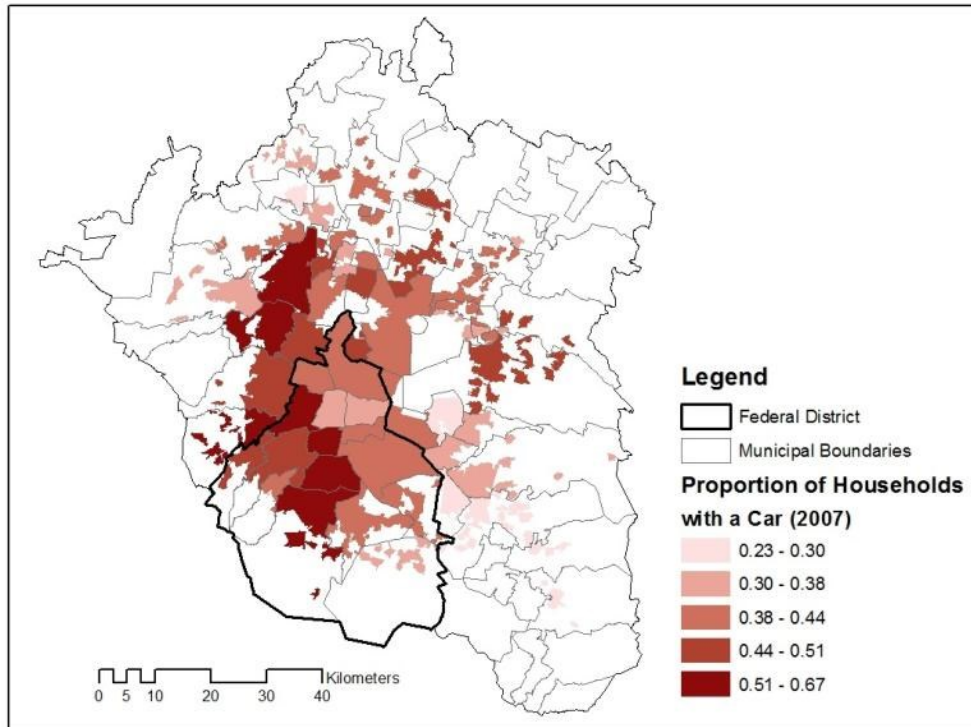 Legend
Federal District
Municipal Boundaries
Proportion of Households
with a Car (2007)
0.23 - 0.30
0.30 - 0.38
0.38 - 0.44
0.44 - 0.51
0.51 - 0.67
Kilometers
0 5 10 20 30 40